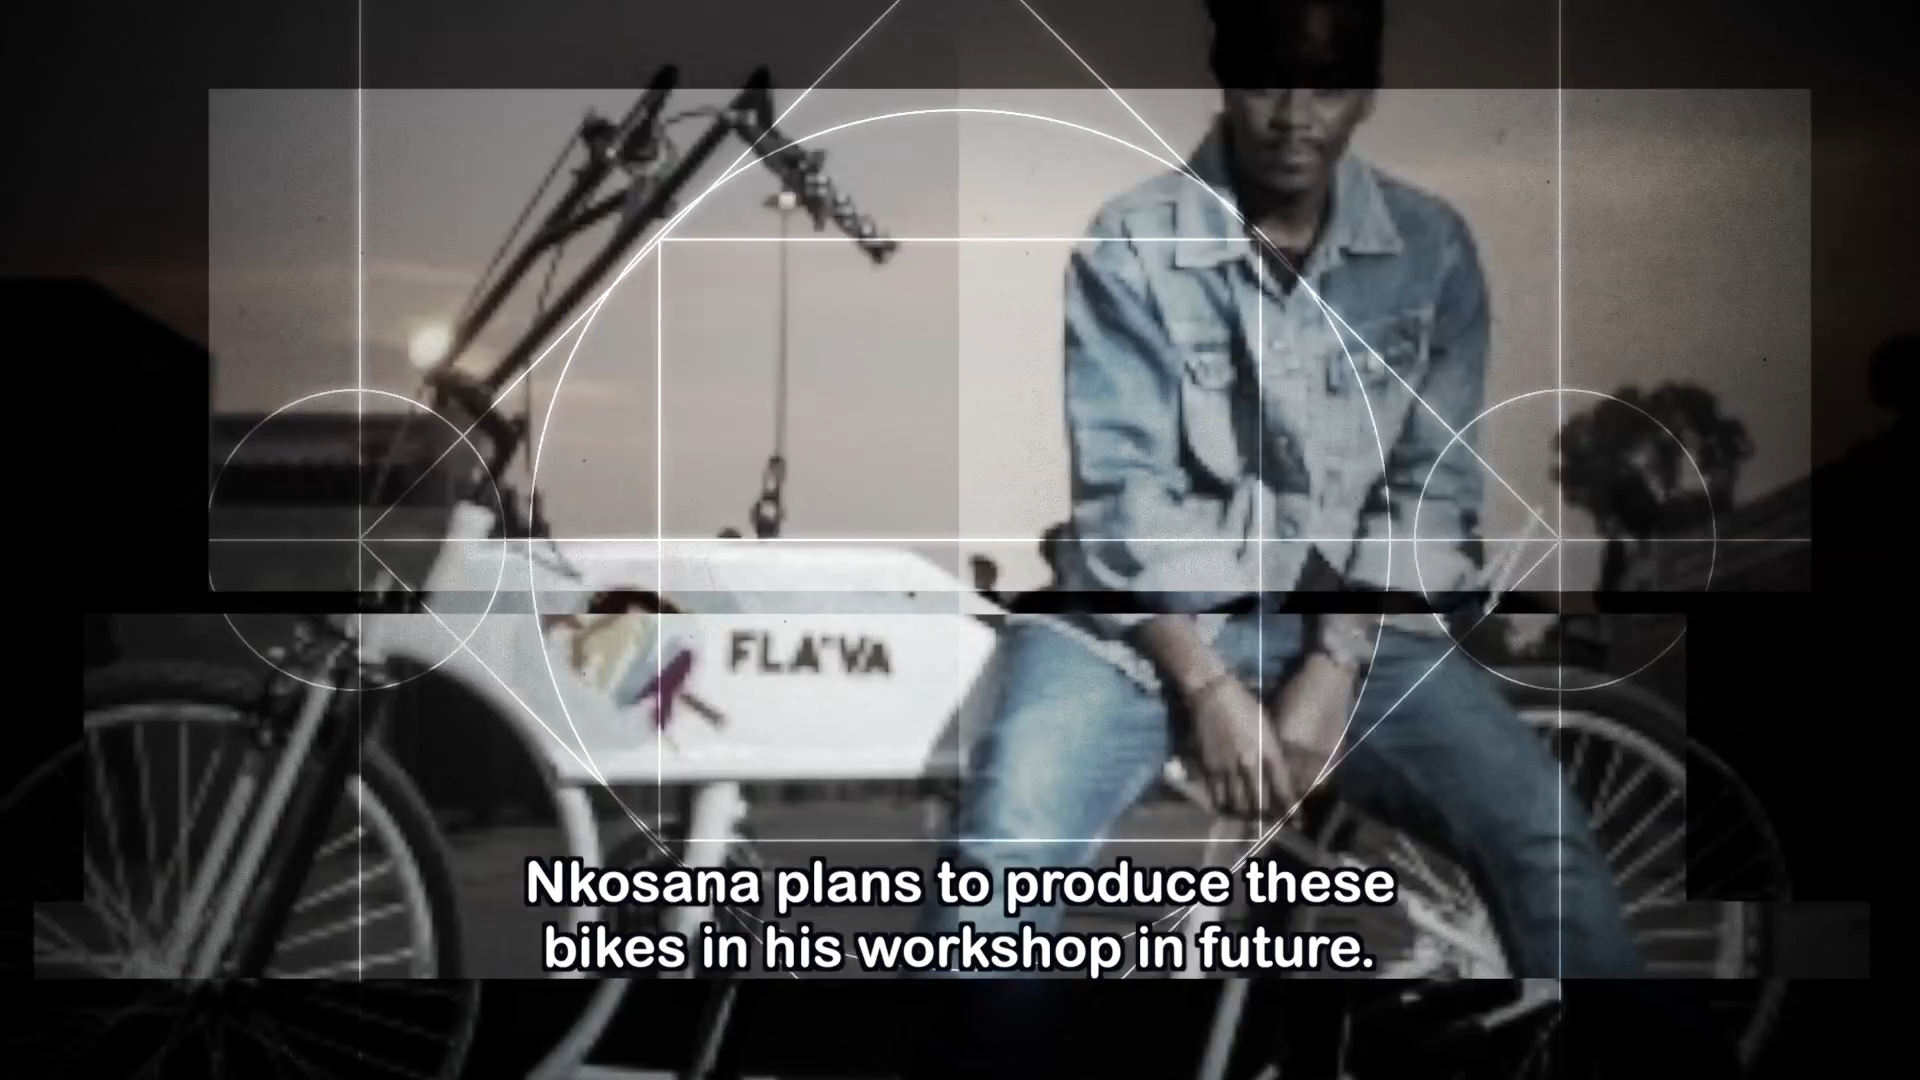 FLA'VA
Nkosana plans to produce these
bikes in his workshop in future.